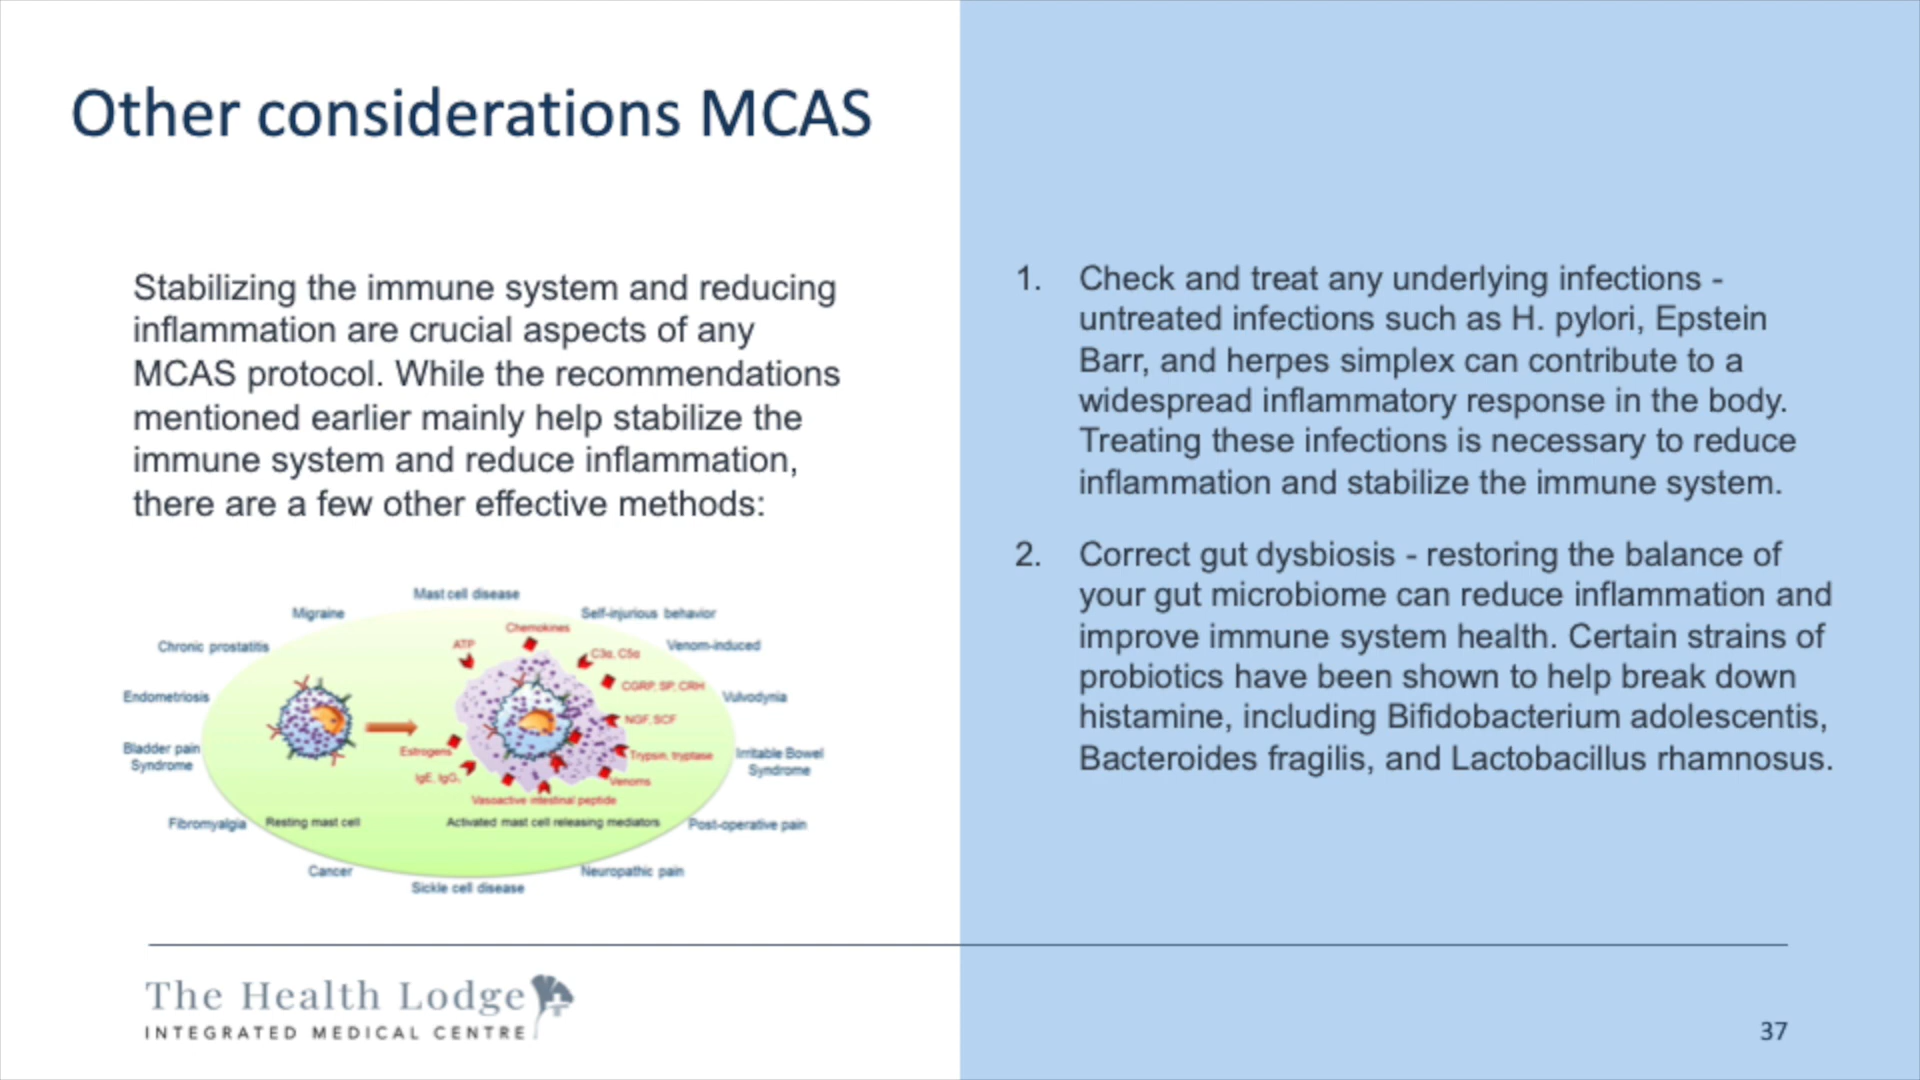 Other considerations MCAS
Stabilizing the immune system and reducing
inflammation are crucial aspects of any
MCAS protocol. While the recommendations
mentioned earlier mainly help stabilize the
immune system and reduce inflammation,
there are a few other effective methods:
Mast cell disease
Migraine
Self-injurious behavior
Chemokines
Chronic prostatitis
ATP
C3a, C5a
Venom-induced
CGRP, SP, CRH
Endometriosis
Vulvodynia
NGF, SCF
Bladder pain
Syndrome
Estrogens
Trypsin, tryptase
Irritable Bowel
Syndrome
IgE, IgG,
Venoms
Vasoactive intestinal peptide
Fibromyalgia
Resting mast cell
Activated mast cell releasing mediators
Post-operative pain
Cancer
Neuropathic pain
Sickle cell disease
1. Check and treat any underlying infections -
untreated infections such as H. pylori, Epstein
Barr, and herpes simplex can contribute to a
widespread inflammatory response in the body.
Treating these infections is necessary to reduce
inflammation and stabilize the immune system.
2. Correct gut dysbiosis - restoring the balance of
your gut microbiome can reduce inflammation and
improve immune system health. Certain strains of
probiotics have been shown to help break down
histamine, including Bifidobacterium adolescentis,
Bacteroides fragilis, and Lactobacillus rhamnosus.
The Health Lodge
INTEGRATED MEDICAL CENTRE
37